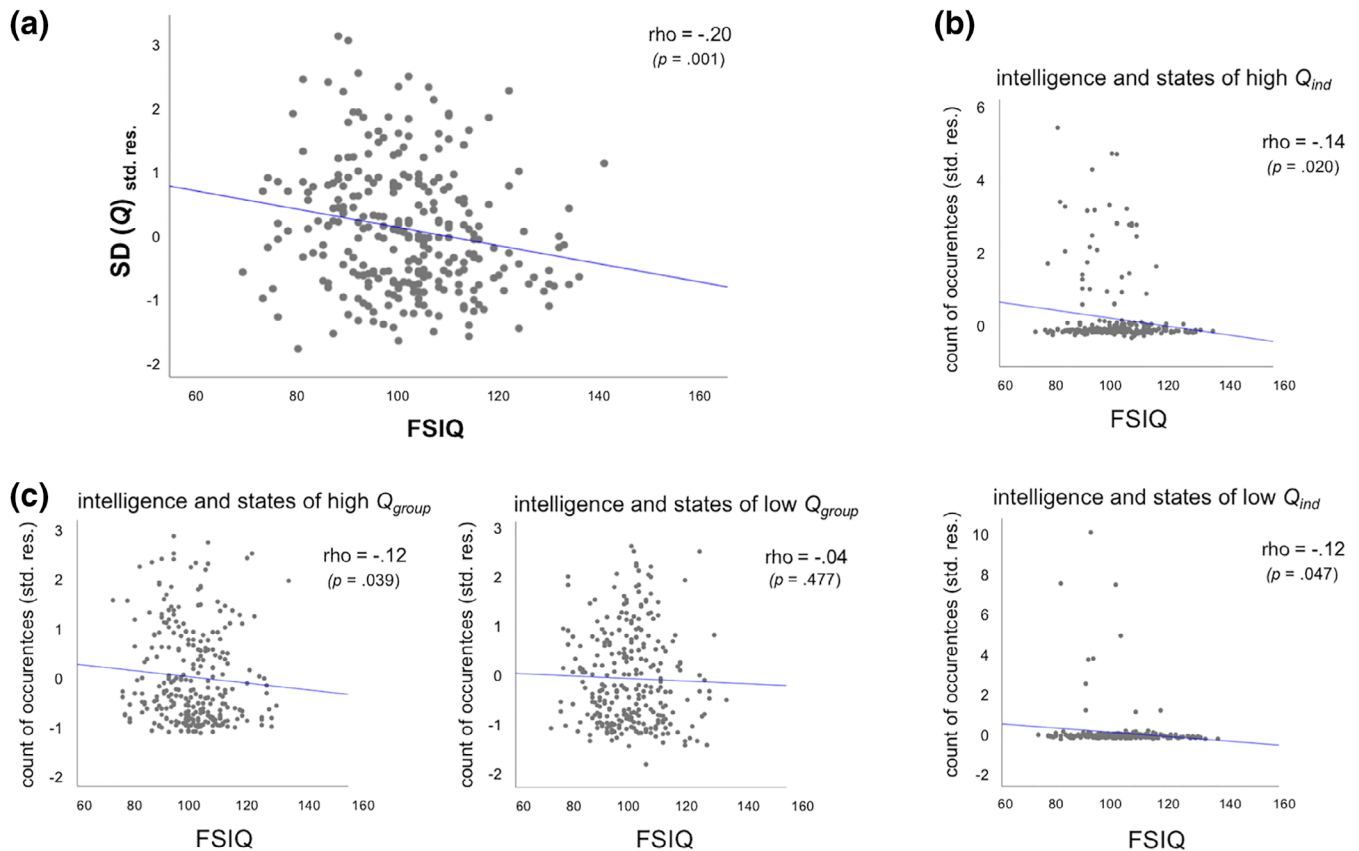 (a)
rho = -.20
(p = .001)
3
2
1
0
-1
-2
SD (Q) std. res.
60 80 100 120 140 160
FSIQ
(b)
intelligence and states of high Qind
rho = -.14
(p = .020)
6
4
2
0
count of occurentces (std. res.)
60 80 100 120 140 160
FSIQ
(c)
intelligence and states of high Qgroup
rho = -.12
(p = .039)
3
2
1
0
-1
-2
count of occurentces (std. res.)
60 80 100 120 140 160
FSIQ
intelligence and states of low Qgroup
rho = -.04
(p = .477)
3
2
1
0
-1
-2
count of occurentces (std. res.)
60 80 100 120 140 160
FSIQ
intelligence and states of low Qind
rho = -.12
(p = .047)
10
8
6
4
2
0
-2
count of occurentces (std. res.)
60 80 100 120 140 160
FSIQ